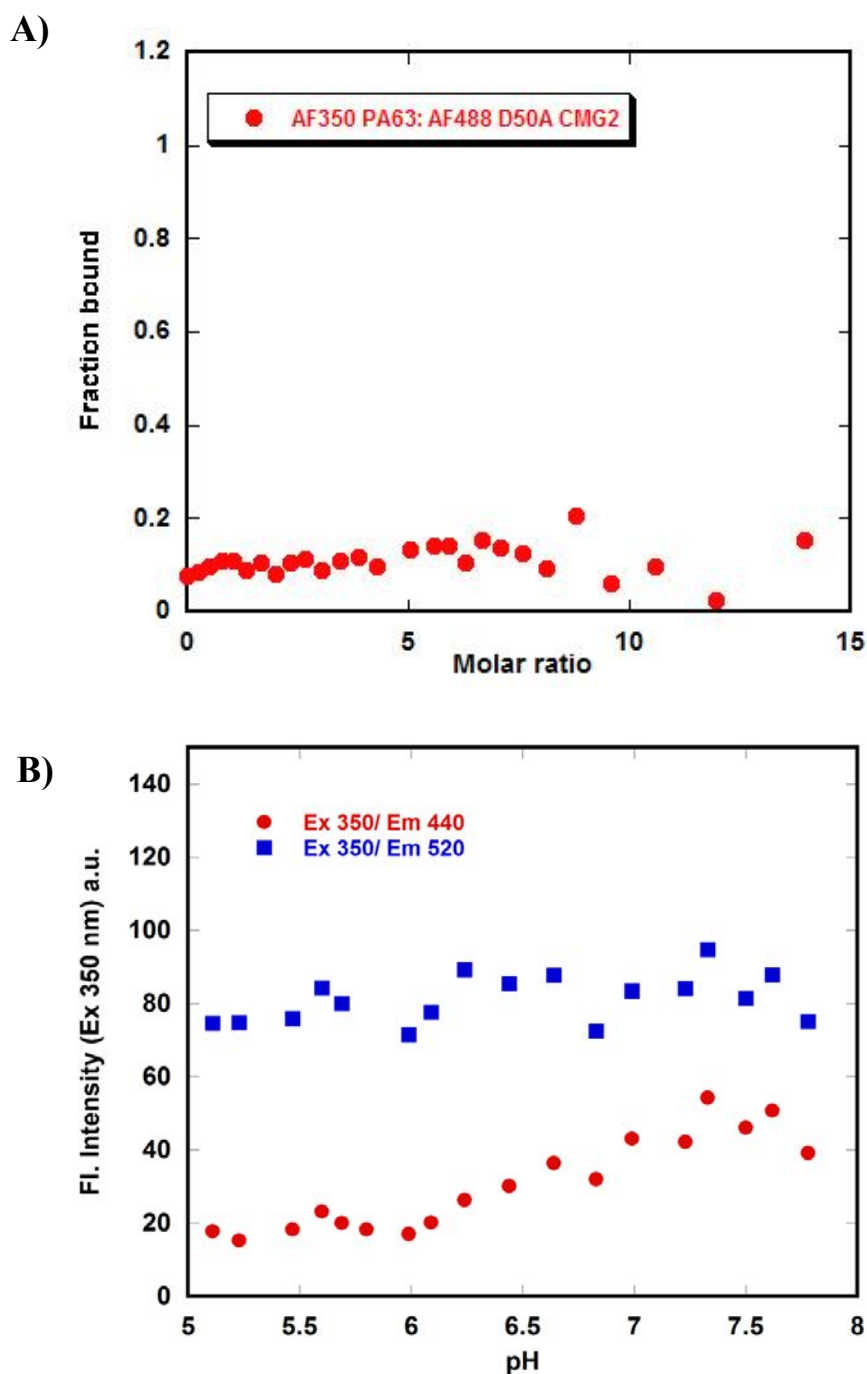 A)
1.2
AF350 PA63: AF488 D50A CMG2
1
0.8
0.6
0.4
0.2
0
Fraction bound
0 5 10 15
Molar ratio
B)
140
Ex 350/ Em 440
Ex 350/ Em 520
120
100
80
60
40
20
0
Fl. Intensity (Ex 350 nm) a.u.
5 5.5 6 6.5 7 7.5 8
pH